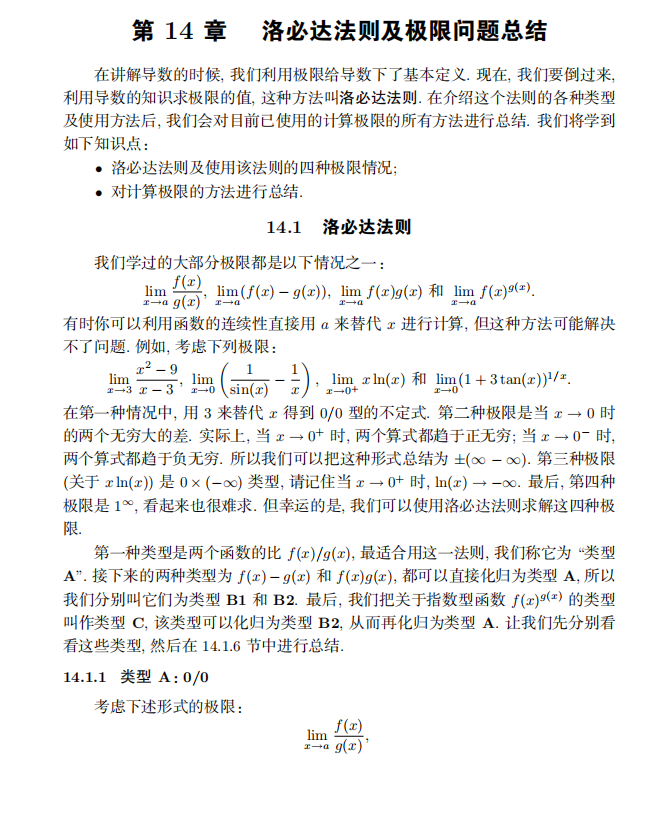 第 14 章 洛必达法则及极限问题总结
在讲解导数的时候, 我们利用极限给导数下了基本定义. 现在, 我们要倒过来,
利用导数的知识求极限的值, 这种方法叫洛必达法则. 在介绍这个法则的各种类型
及使用方法后, 我们会对目前已使用的计算极限的所有方法进行总结. 我们将学到
如下知识点:
• 洛必达法则及使用该法则的四种极限情况;
• 对计算极限的方法进行总结.
14.1 洛必达法则
我们学过的大部分极限都是以下情况之一:
$\lim_{x \to a} \frac{f(x)}{g(x)}$, $\lim_{x \to a} (f(x) - g(x))$, $\lim_{x \to a} f(x)g(x)$ 和 $\lim_{x \to a} f(x)^{g(x)}$.
有时你可以利用函数的连续性直接用 a 来替代 x 进行计算, 但这种方法可能解决
不了问题. 例如, 考虑下列极限:
$\lim_{x \to 3} \frac{x^2 - 9}{x - 3}$, $\lim_{x \to 0} \left( \frac{1}{\sin(x)} - \frac{1}{x} \right)$, $\lim_{x \to 0^+} x \ln(x)$ 和 $\lim_{x \to 0} (1 + 3\tan(x))^{1/x}$.
在第一种情况中, 用 3 来替代 x 得到 0/0 型的不定式. 第二种极限是当 x → 0 时
的两个无穷大的差. 实际上, 当 x → 0⁺ 时, 两个算式都趋于正无穷; 当 x → 0⁻ 时,
两个算式都趋于负无穷. 所以我们可以把这种形式总结为 ±(∞ − ∞). 第三种极限
(关于 x ln(x)) 是 0 × (−∞) 类型, 请记住当 x → 0⁺ 时, ln(x) → −∞. 最后, 第四种
极限是 1^∞, 看起来也很难求. 但幸运的是, 我们可以使用洛必达法则求解这四种极
限.
第一种类型是两个函数的比 f(x)/g(x), 最适合用这一法则, 我们称它为 “类型
A”. 接下来的两种类型为 f(x) − g(x) 和 f(x)g(x), 都可以直接化归为类型 A, 所以
我们分别叫它们为类型 B1 和 B2. 最后, 我们把关于指数型函数 $f(x)^{g(x)}$ 的类型
叫作类型 C, 该类型可以化归为类型 B2, 从而再化归为类型 A. 让我们先分别看
看这些类型, 然后在 14.1.6 节中进行总结.
14.1.1 类型 A : 0/0
考虑下述形式的极限:
$\lim_{x \to a} \frac{f(x)}{g(x)}$,